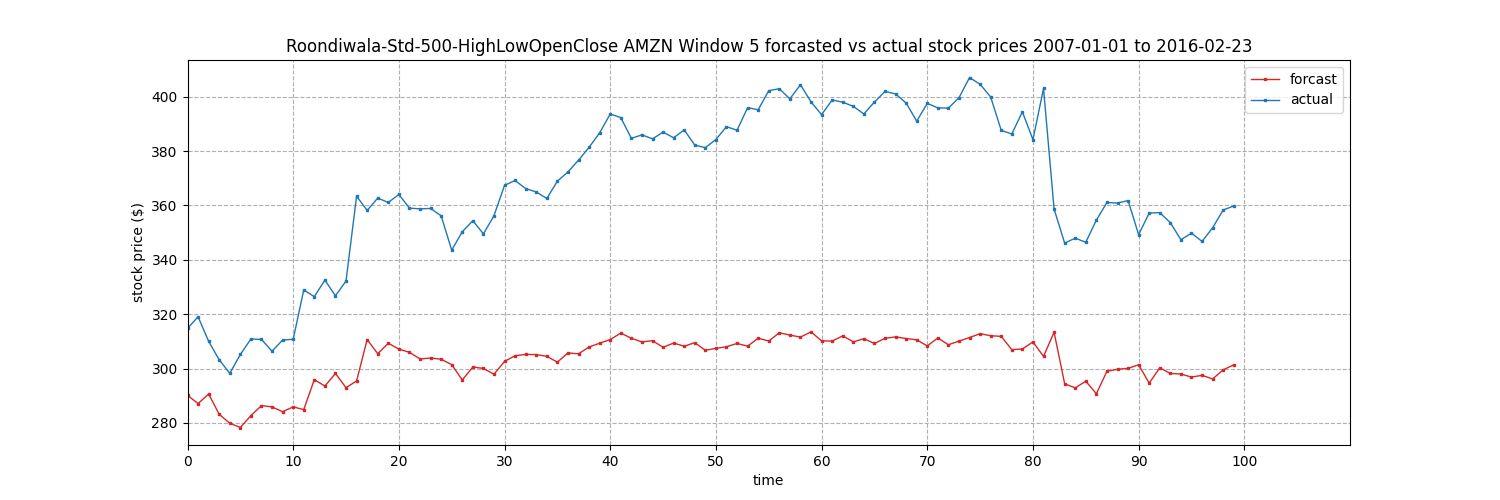 Roondiwala-Std-500-HighLowOpenClose AMZN Window 5 forcasted vs actual stock prices 2007-01-01 to 2016-02-23
forcast
actual
stock price ($)
400
380
360
340
320
300
280
0 10 20 30 40 50 60 70 80 90 100
time